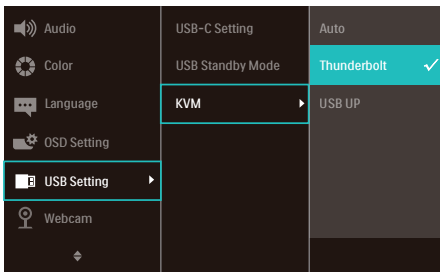 Audio
Color
Language
OSD Setting
USB Setting
Webcam
USB-C Setting
USB Standby Mode
KVM
Auto
Thunderbolt
USB UP